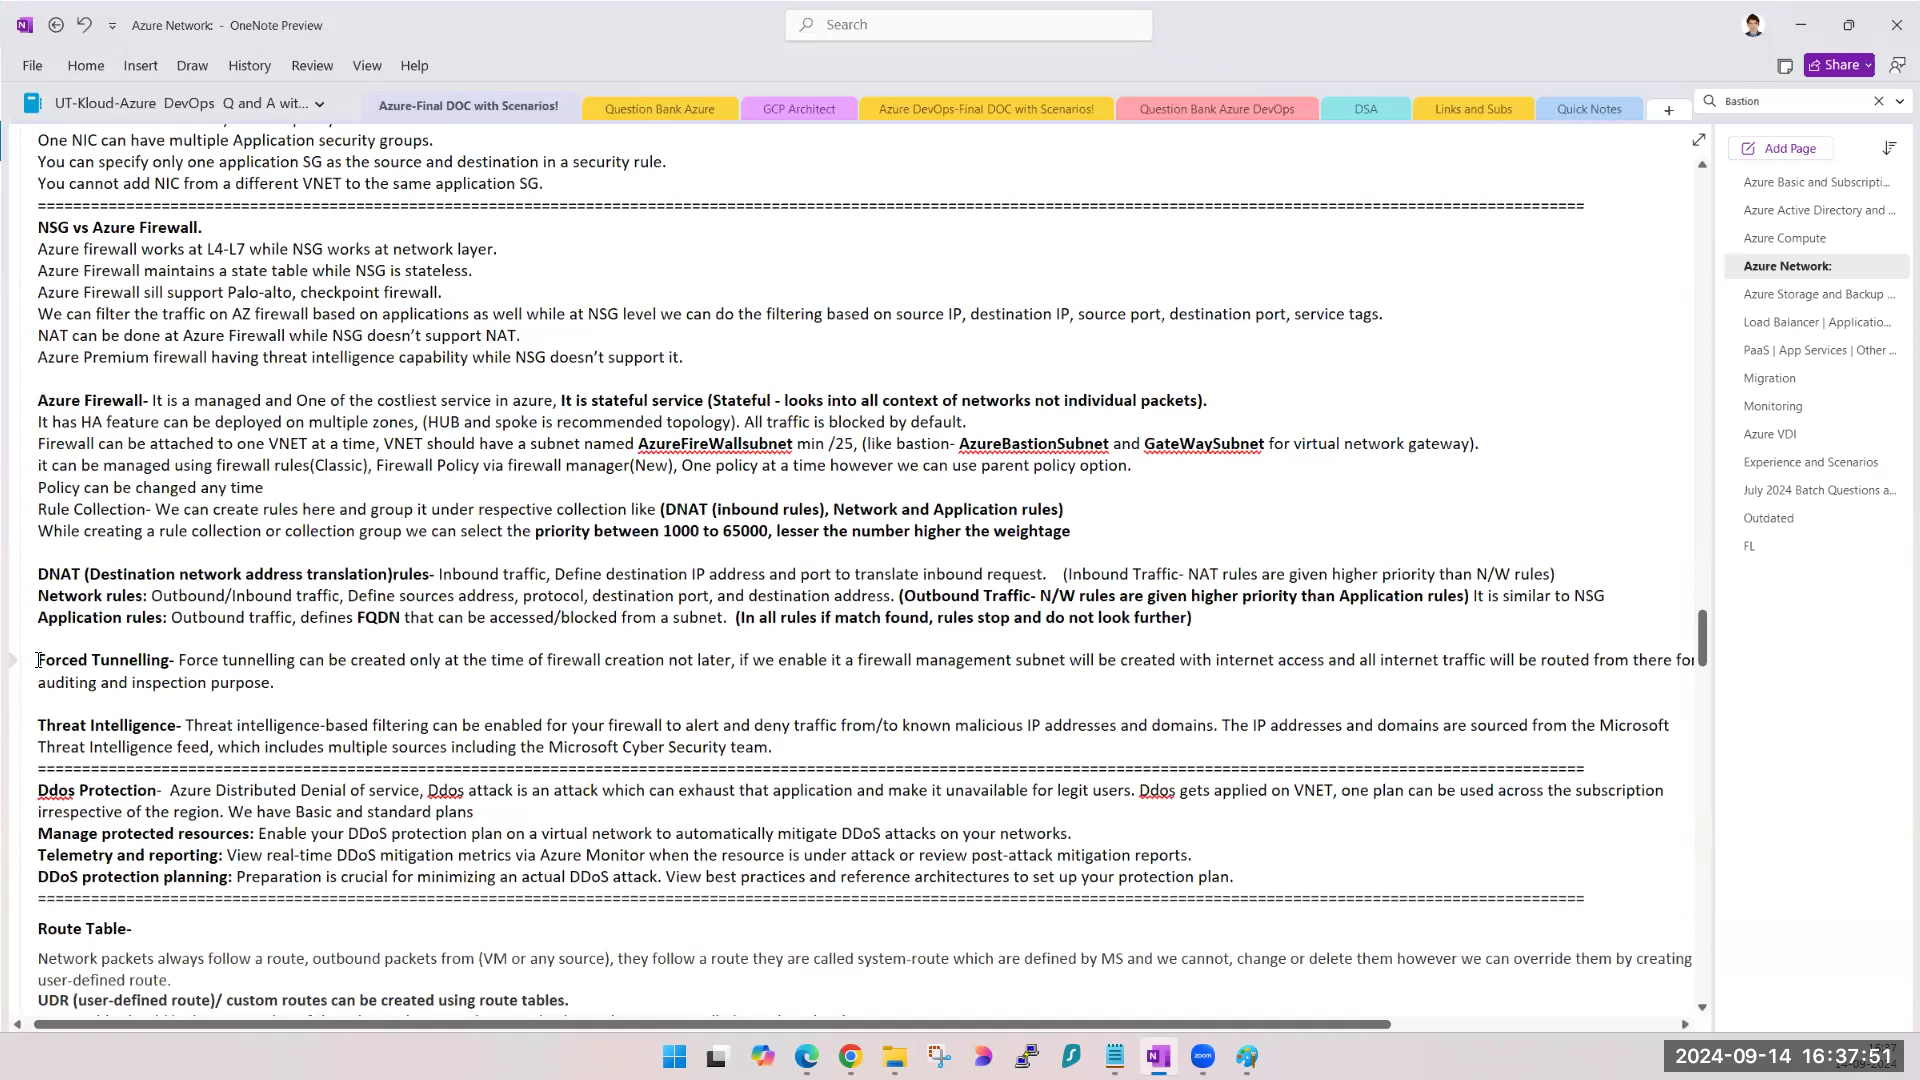 Azure Network: - OneNote Preview
Search
File Home Insert Draw History Review View Help
Share
UT-Kloud-Azure DevOps Q and A wit...
Azure-Final DOC with Scenarios!
Question Bank Azure
GCP Architect
Azure DevOps-Final DOC with Scenarios!
Question Bank Azure DevOps
DSA
Links and Subs
Quick Notes
Bastion
One NIC can have multiple Application security groups.
You can specify only one application SG as the source and destination in a security rule.
You cannot add NIC from a different VNET to the same application SG.
NSG vs Azure Firewall.
Azure firewall works at L4-L7 while NSG works at network layer.
Azure Firewall maintains a state table while NSG is stateless.
Azure Firewall sill support Palo-alto, checkpoint firewall.
We can filter the traffic on AZ firewall based on applications as well while at NSG level we can do the filtering based on source IP, destination IP, source port, destination port, service tags.
NAT can be done at Azure Firewall while NSG doesn’t support NAT.
Azure Premium firewall having threat intelligence capability while NSG doesn’t support it.
Azure Firewall- It is a managed and One of the costliest service in azure, It is stateful service (Stateful - looks into all context of networks not individual packets).
It has HA feature can be deployed on multiple zones, (HUB and spoke is recommended topology). All traffic is blocked by default.
Firewall can be attached to one VNET at a time, VNET should have a subnet named AzureFireWallsubnet min /25, (like bastion- AzureBastionSubnet and GateWaySubnet for virtual network gateway).
it can be managed using firewall rules(Classic), Firewall Policy via firewall manager(New), One policy at a time however we can use parent policy option.
Policy can be changed any time
Rule Collection- We can create rules here and group it under respective collection like (DNAT (inbound rules), Network and Application rules)
While creating a rule collection or collection group we can select the priority between 1000 to 65000, lesser the number higher the weightage
DNAT (Destination network address translation)rules- Inbound traffic, Define destination IP address and port to translate inbound request. (Inbound Traffic- NAT rules are given higher priority than N/W rules)
Network rules: Outbound/Inbound traffic, Define sources address, protocol, destination port, and destination address. (Outbound Traffic- N/W rules are given higher priority than Application rules) It is similar to NSG
Application rules: Outbound traffic, defines FQDN that can be accessed/blocked from a subnet. (In all rules if match found, rules stop and do not look further)
Forced Tunnelling- Force tunnelling can be created only at the time of firewall creation not later, if we enable it a firewall management subnet will be created with internet access and all internet traffic will be routed from there for
auditing and inspection purpose.
Threat Intelligence- Threat intelligence-based filtering can be enabled for your firewall to alert and deny traffic from/to known malicious IP addresses and domains. The IP addresses and domains are sourced from the Microsoft
Threat Intelligence feed, which includes multiple sources including the Microsoft Cyber Security team.
Ddos Protection- Azure Distributed Denial of service, Ddos attack is an attack which can exhaust that application and make it unavailable for legit users. Ddos gets applied on VNET, one plan can be used across the subscription
irrespective of the region. We have Basic and standard plans
Manage protected resources: Enable your DDoS protection plan on a virtual network to automatically mitigate DDoS attacks on your networks.
Telemetry and reporting: View real-time DDoS mitigation metrics via Azure Monitor when the resource is under attack or review post-attack mitigation reports.
DDoS protection planning: Preparation is crucial for minimizing an actual DDoS attack. View best practices and reference architectures to set up your protection plan.
Route Table-
Network packets always follow a route, outbound packets from (VM or any source), they follow a route they are called system-route which are defined by MS and we cannot, change or delete them however we can override them by creating
user-defined route.
UDR (user-defined route)/ custom routes can be created using route tables.
Add Page
Azure Basic and Subscripti...
Azure Active Directory and ...
Azure Compute
Azure Network:
Azure Storage and Backup ...
Load Balancer | Applicatio...
PaaS | App Services | Other ...
Migration
Monitoring
Azure VDI
Experience and Scenarios
July 2024 Batch Questions a...
Outdated
FL
zoom
2024-09-14 16:37:51